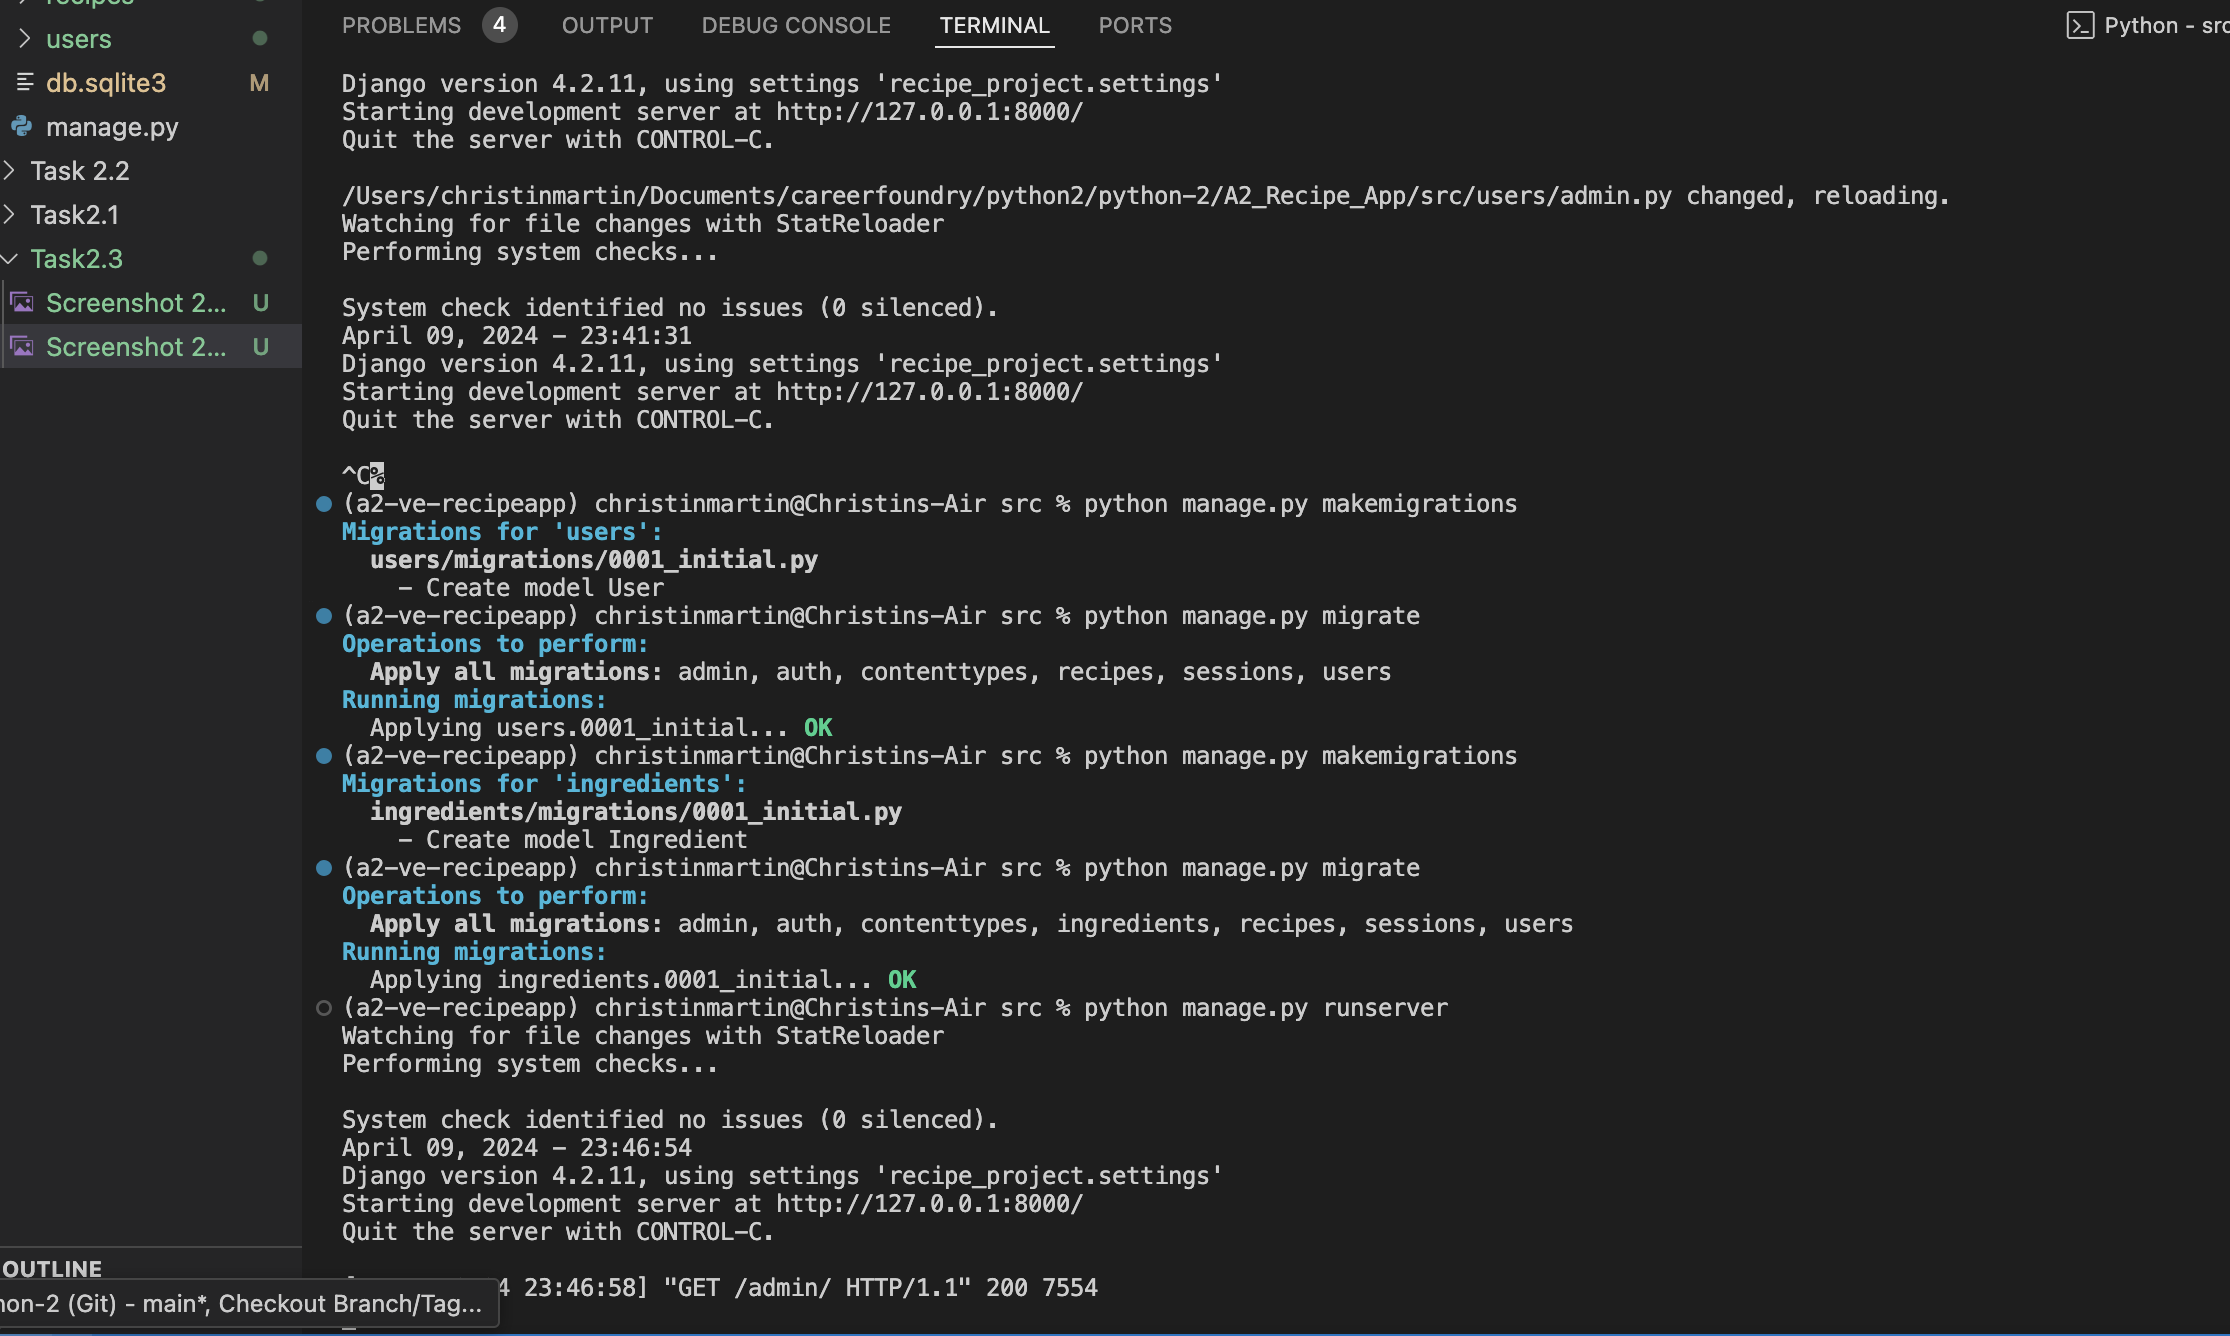 recipes
users
db.sqlite3 M
manage.py
Task 2.2
Task2.1
Task2.3
Screenshot 2... U
Screenshot 2... U
OUTLINE
non-2 (Git) - main*, Checkout Branch/Tag...
PROBLEMS 4 OUTPUT DEBUG CONSOLE TERMINAL PORTS
Python - src
Django version 4.2.11, using settings 'recipe_project.settings'
Starting development server at http://127.0.0.1:8000/
Quit the server with CONTROL-C.
/Users/christinmartin/Documents/careerfoundry/python2/python-2/A2_Recipe_App/src/users/admin.py changed, reloading.
Watching for file changes with StatReloader
Performing system checks...
System check identified no issues (0 silenced).
April 09, 2024 - 23:41:31
Django version 4.2.11, using settings 'recipe_project.settings'
Starting development server at http://127.0.0.1:8000/
Quit the server with CONTROL-C.
^C%
(a2-ve-recipeapp) christinmartin@Christins-Air src % python manage.py makemigrations
Migrations for 'users':
users/migrations/0001_initial.py
- Create model User
(a2-ve-recipeapp) christinmartin@Christins-Air src % python manage.py migrate
Operations to perform:
Apply all migrations: admin, auth, contenttypes, recipes, sessions, users
Running migrations:
Applying users.0001_initial... OK
(a2-ve-recipeapp) christinmartin@Christins-Air src % python manage.py makemigrations
Migrations for 'ingredients':
ingredients/migrations/0001_initial.py
- Create model Ingredient
(a2-ve-recipeapp) christinmartin@Christins-Air src % python manage.py migrate
Operations to perform:
Apply all migrations: admin, auth, contenttypes, ingredients, recipes, sessions, users
Running migrations:
Applying ingredients.0001_initial... OK
(a2-ve-recipeapp) christinmartin@Christins-Air src % python manage.py runserver
Watching for file changes with StatReloader
Performing system checks...
System check identified no issues (0 silenced).
April 09, 2024 - 23:46:54
Django version 4.2.11, using settings 'recipe_project.settings'
Starting development server at http://127.0.0.1:8000/
Quit the server with CONTROL-C.
4 23:46:58] "GET /admin/ HTTP/1.1" 200 7554